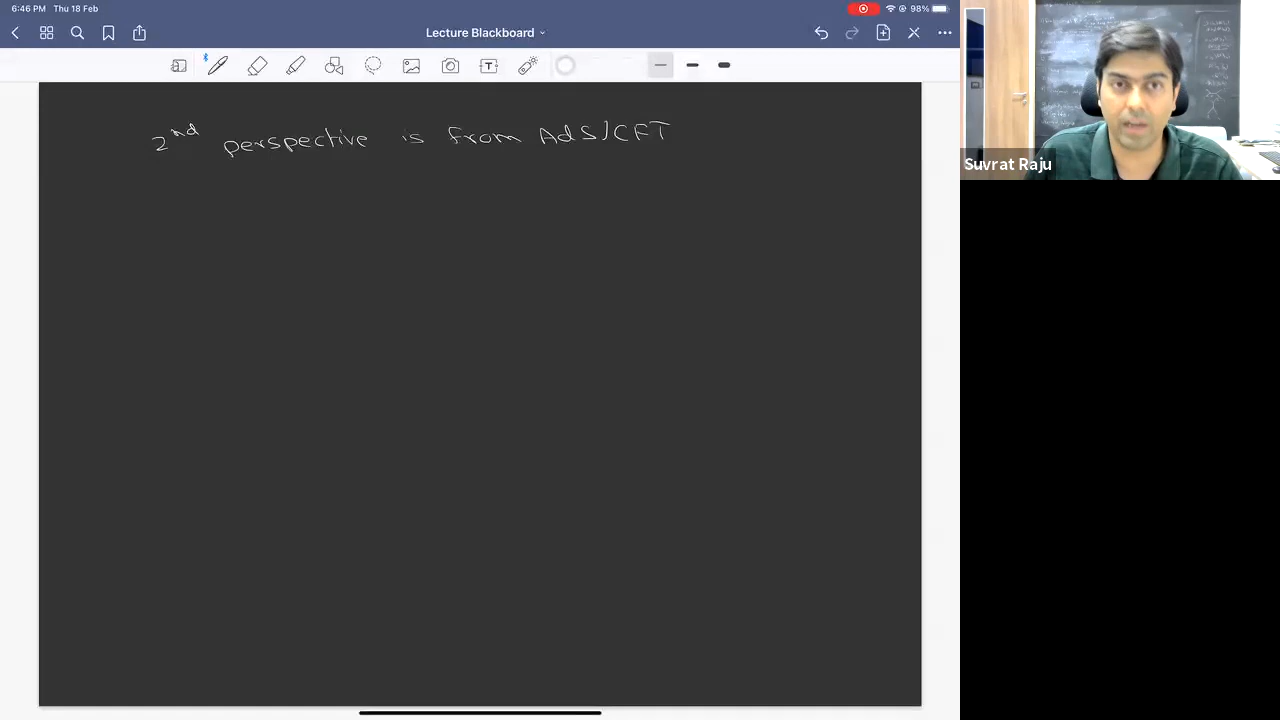 6:46 PM Thu 18 Feb
98%
Lecture Blackboard
T
2nd perspective is from AdS/CFT
Suvrat Raju